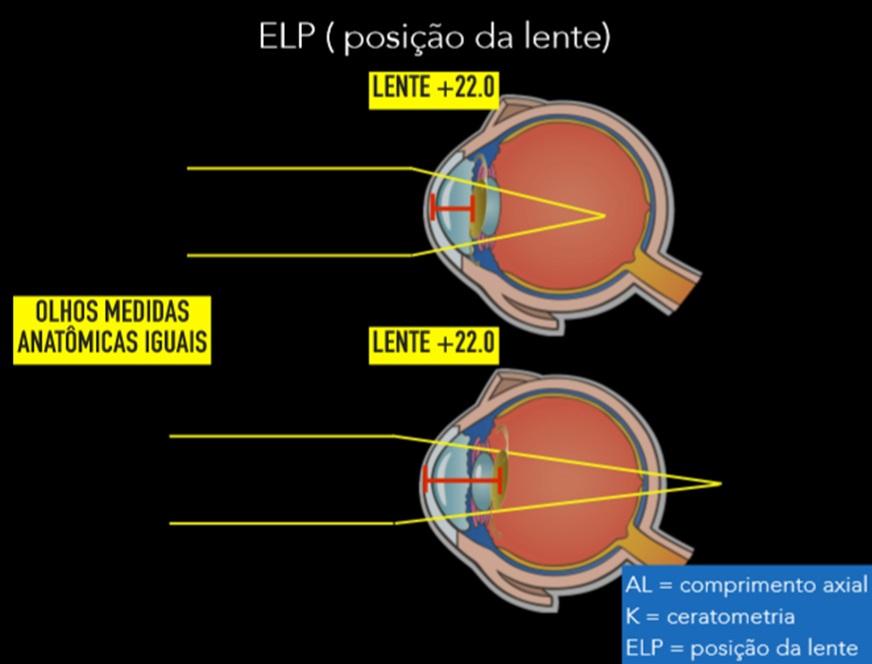 ELP ( posição da lente)
LENTE +22.0
OLHOS MEDIDAS
ANATÔMICAS IGUAIS
LENTE +22.0
AL = comprimento axial
K = ceratometria
ELP = posição da lente